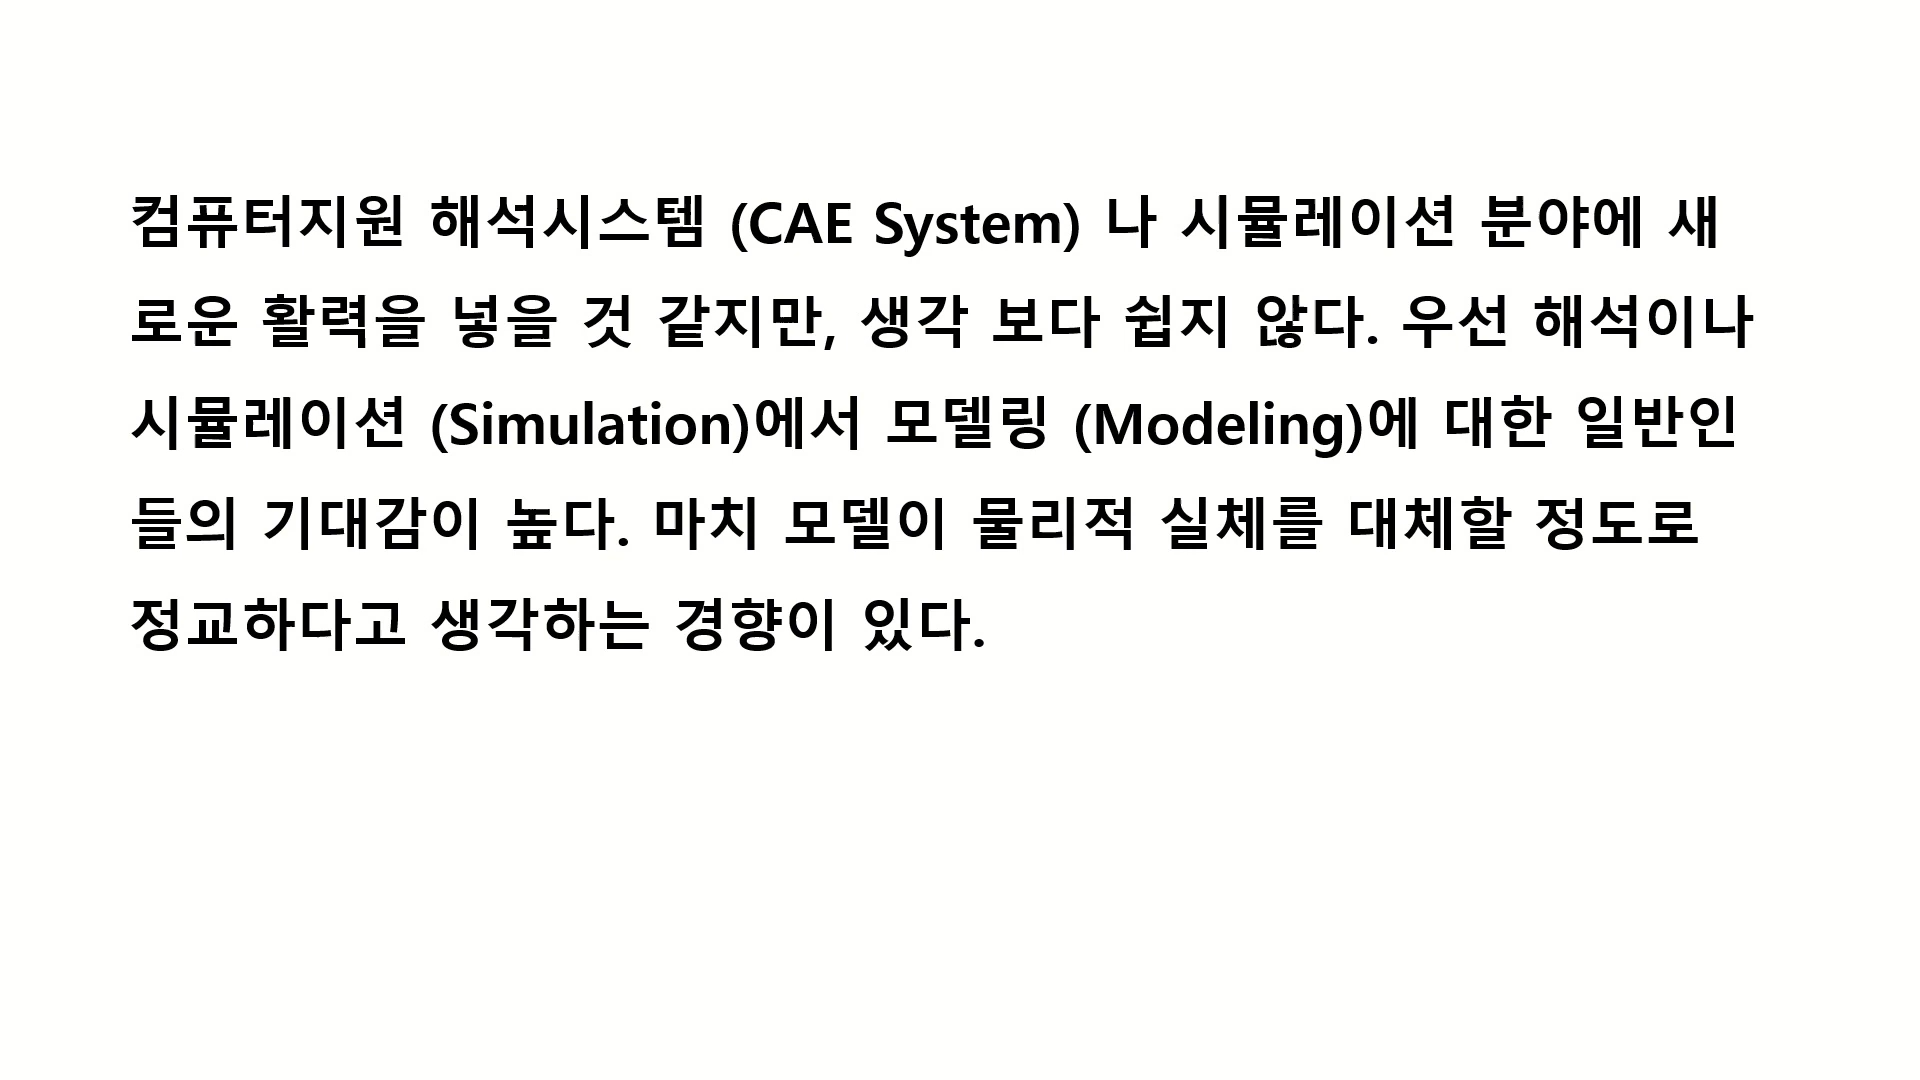 컴퓨터지원 해석시스템 (CAE System) 나 시뮬레이션 분야에 새
로운 활력을 넣을 것 같지만, 생각 보다 쉽지 않다. 우선 해석이나
시뮬레이션 (Simulation)에서 모델링 (Modeling)에 대한 일반인
들의 기대감이 높다. 마치 모델이 물리적 실체를 대체할 정도로
정교하다고 생각하는 경향이 있다.